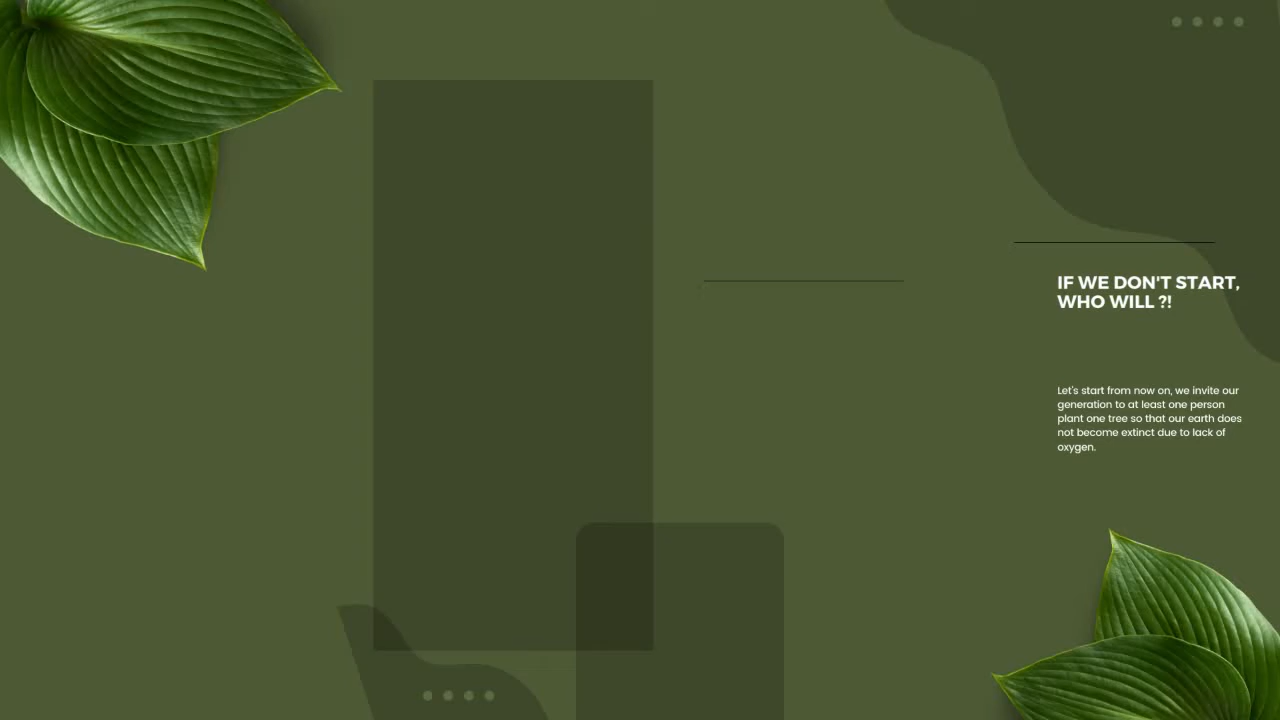 IF WE DON'T START,
WHO WILL ?!
Let's start from now on, we invite our
generation to at least one person
plant one tree so that our earth does
not become extinct due to lack of
oxygen.